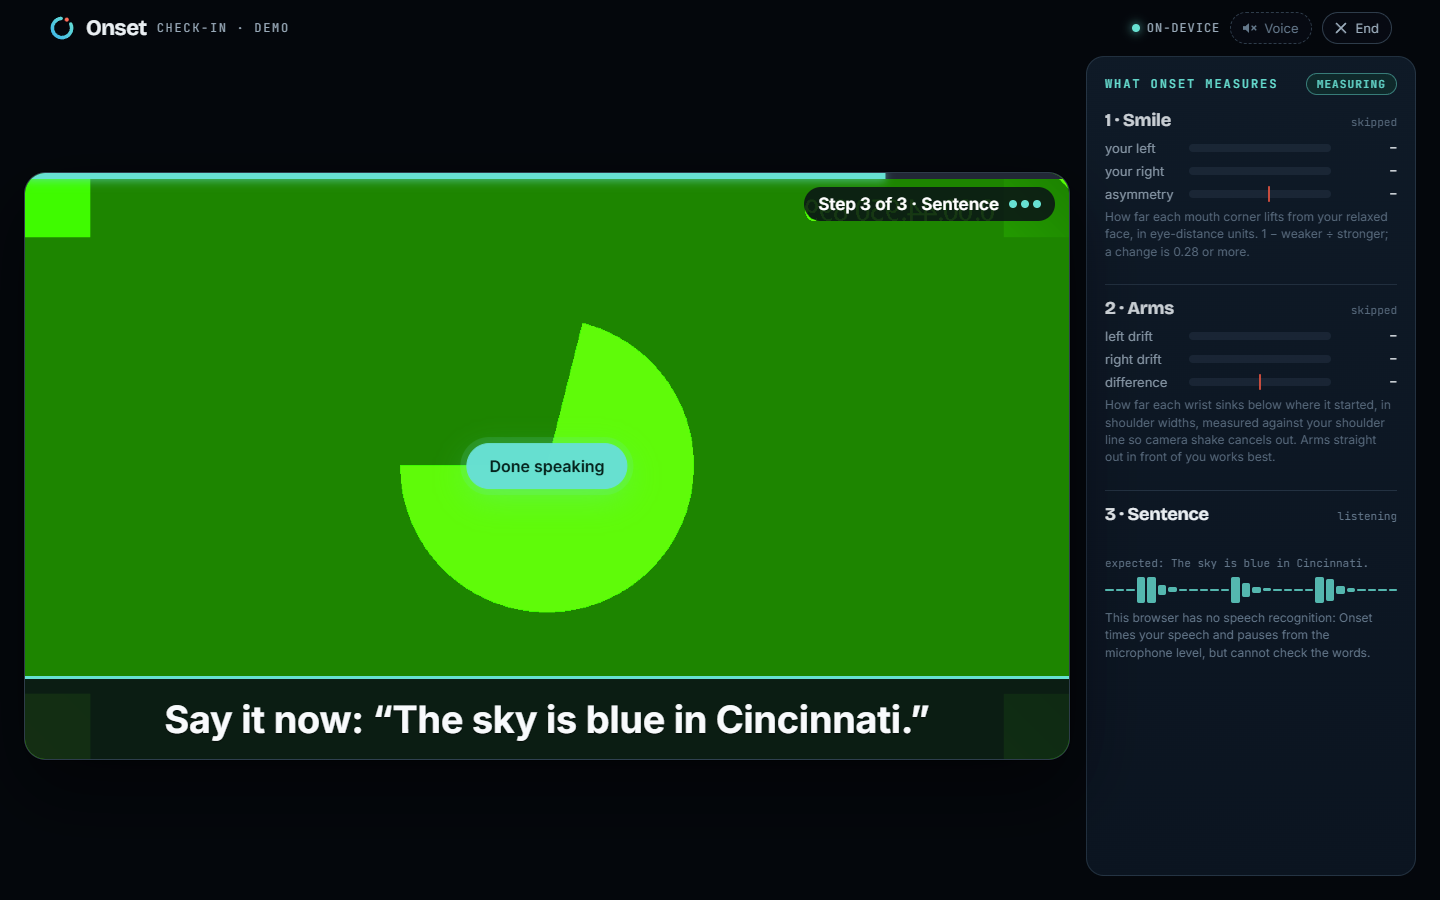 Onset CHECK-IN · DEMO
ON-DEVICE
Voice
End
Step 3 of 3 · Sentence
Done speaking
Say it now: “The sky is blue in Cincinnati.”
WHAT ONSET MEASURES
MEASURING
1 · Smile
skipped
your left –
your right –
asymmetry –
How far each mouth corner lifts from your relaxed
face, in eye-distance units. 1 – weaker ÷ stronger;
a change is 0.28 or more.
2 · Arms
skipped
left drift –
right drift –
difference –
How far each wrist sinks below where it started, in
shoulder widths, measured against your shoulder
line so camera shake cancels out. Arms straight
out in front of you works best.
3 · Sentence
listening
expected: The sky is blue in Cincinnati.
This browser has no speech recognition: Onset
times your speech and pauses from the
microphone level, but cannot check the words.